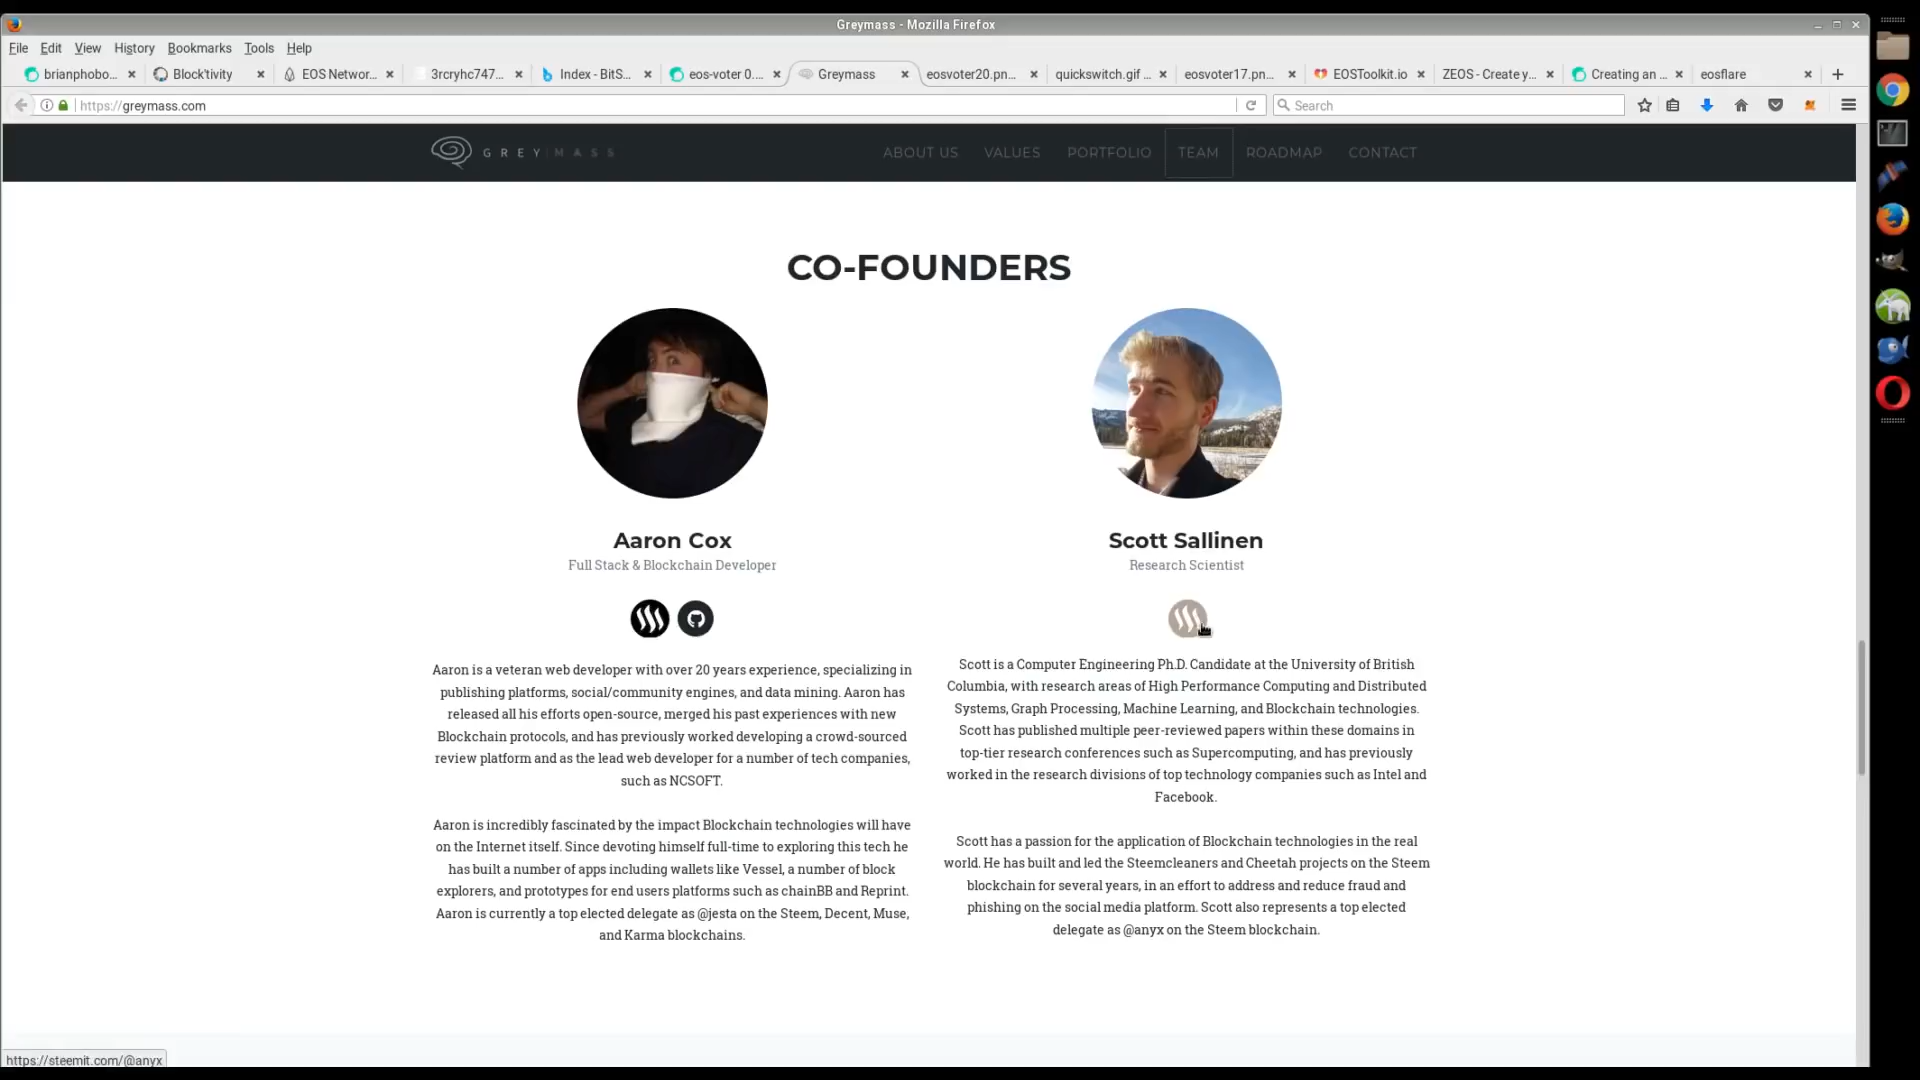 Greymass - Mozilla Firefox
File Edit View History Bookmarks Tools Help
brianphobo... Block'tivity EOS Networ... 3rcryhc747... Index - BitS... eos-voter 0.... Greymass eosvoter20.pn... quickswitch.gif ... eosvoter17.pn... EOSToolkit.io ZEOS - Create y... Creating an ... eosflare
https://greymass.com Search
GREYMASS ABOUT US VALUES PORTFOLIO TEAM ROADMAP CONTACT
CO-FOUNDERS
Aaron Cox
Full Stack & Blockchain Developer
Aaron is a veteran web developer with over 20 years experience, specializing in
publishing platforms, social/community engines, and data mining. Aaron has
released all his efforts open-source, merged his past experiences with new
Blockchain protocols, and has previously worked developing a crowd-sourced
review platform and as the lead web developer for a number of tech companies,
such as NCSOFT.
Aaron is incredibly fascinated by the impact Blockchain technologies will have
on the Internet itself. Since devoting himself full-time to exploring this tech he
has built a number of apps including wallets like Vessel, a number of block
explorers, and prototypes for end users platforms such as chainBB and Reprint.
Aaron is currently a top elected delegate as @jesta on the Steem, Decent, Muse,
and Karma blockchains.
Scott Sallinen
Research Scientist
Scott is a Computer Engineering Ph.D. Candidate at the University of British
Columbia, with research areas of High Performance Computing and Distributed
Systems, Graph Processing, Machine Learning, and Blockchain technologies.
Scott has published multiple peer-reviewed papers within these domains in
top-tier research conferences such as Supercomputing, and has previously
worked in the research divisions of top technology companies such as Intel and
Facebook.
Scott has a passion for the application of Blockchain technologies in the real
world. He has built and led the Steemcleaners and Cheetah projects on the Steem
blockchain for several years, in an effort to address and reduce fraud and
phishing on the social media platform. Scott also represents a top elected
delegate as @anyx on the Steem blockchain.
https://steemit.com/@anyx